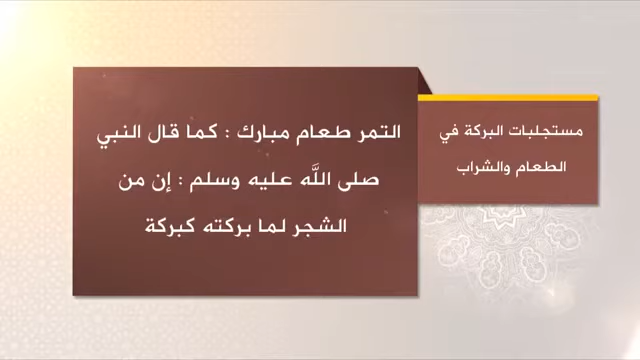 مستجلبات البركة في
الطعام والشراب
التمر طعام مبارك : كما قال النبي
صلى اللَّه عليه وسلم : إن من
الشجر لما بركته كبركة